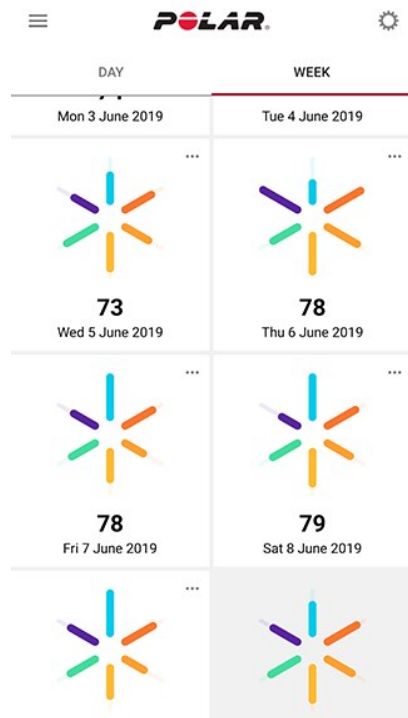 POLAR
DAY WEEK
Mon 3 June 2019 Tue 4 June 2019
73 78
Wed 5 June 2019 Thu 6 June 2019
78 79
Fri 7 June 2019 Sat 8 June 2019